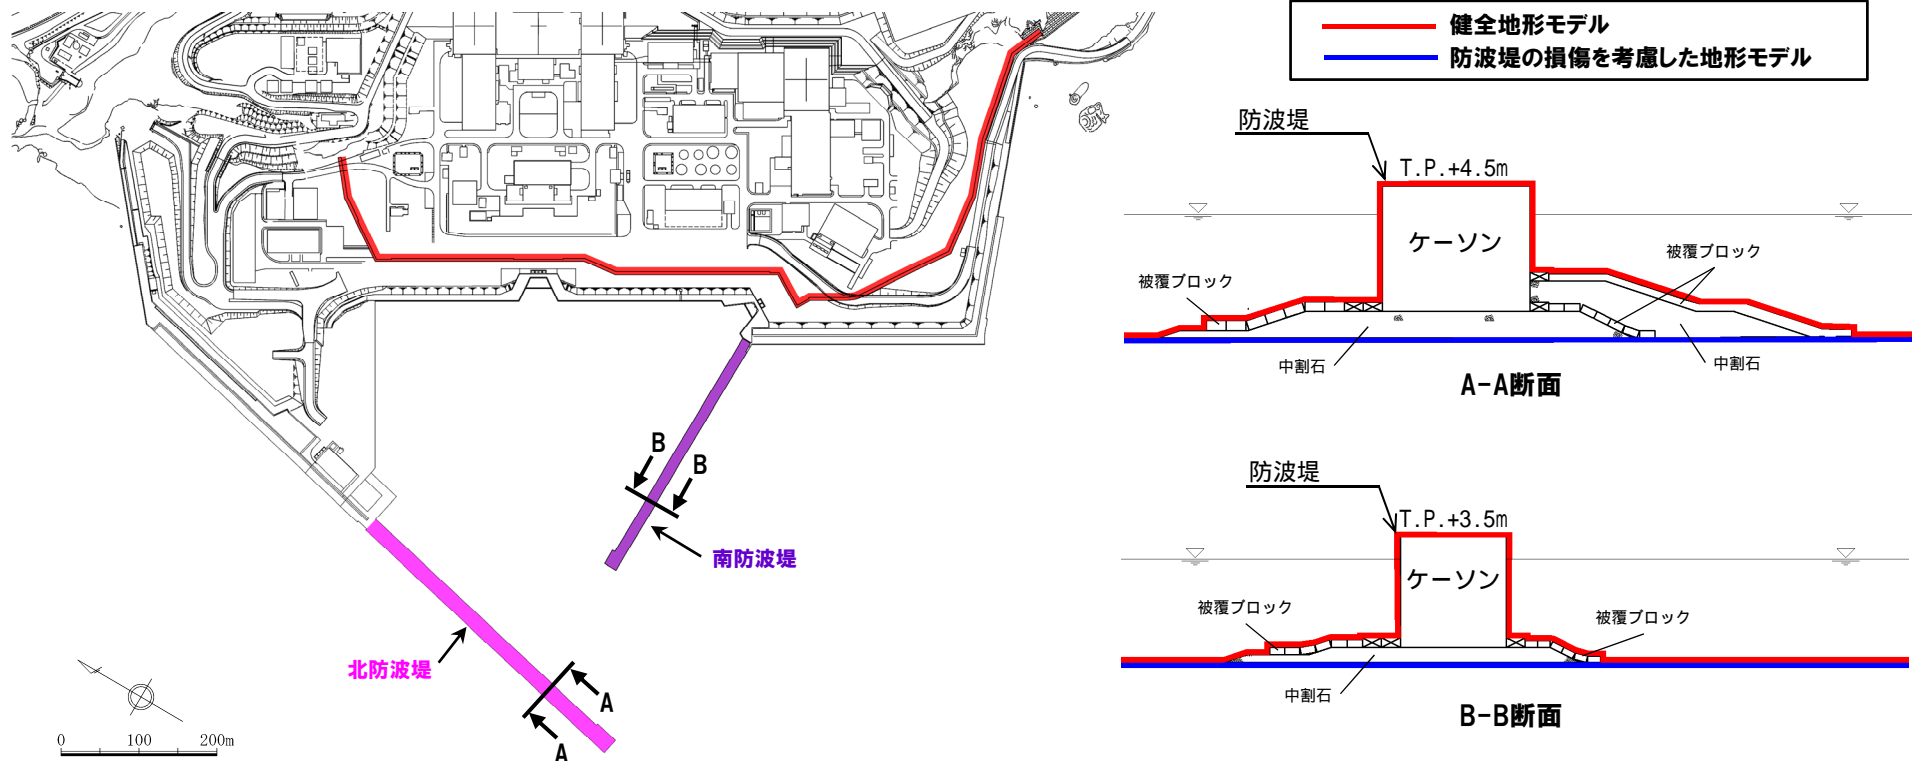 健全地形モデル
防波堤の損傷を考慮した地形モデル
防波堤
T.P.+4.5m
ケーソン
被覆ブロック
被覆ブロック
中割石
中割石
A-A断面
防波堤
T.P.+3.5m
ケーソン
被覆ブロック
被覆ブロック
中割石
B-B断面
B
B
南防波堤
北防波堤
A
A
0 100 200m